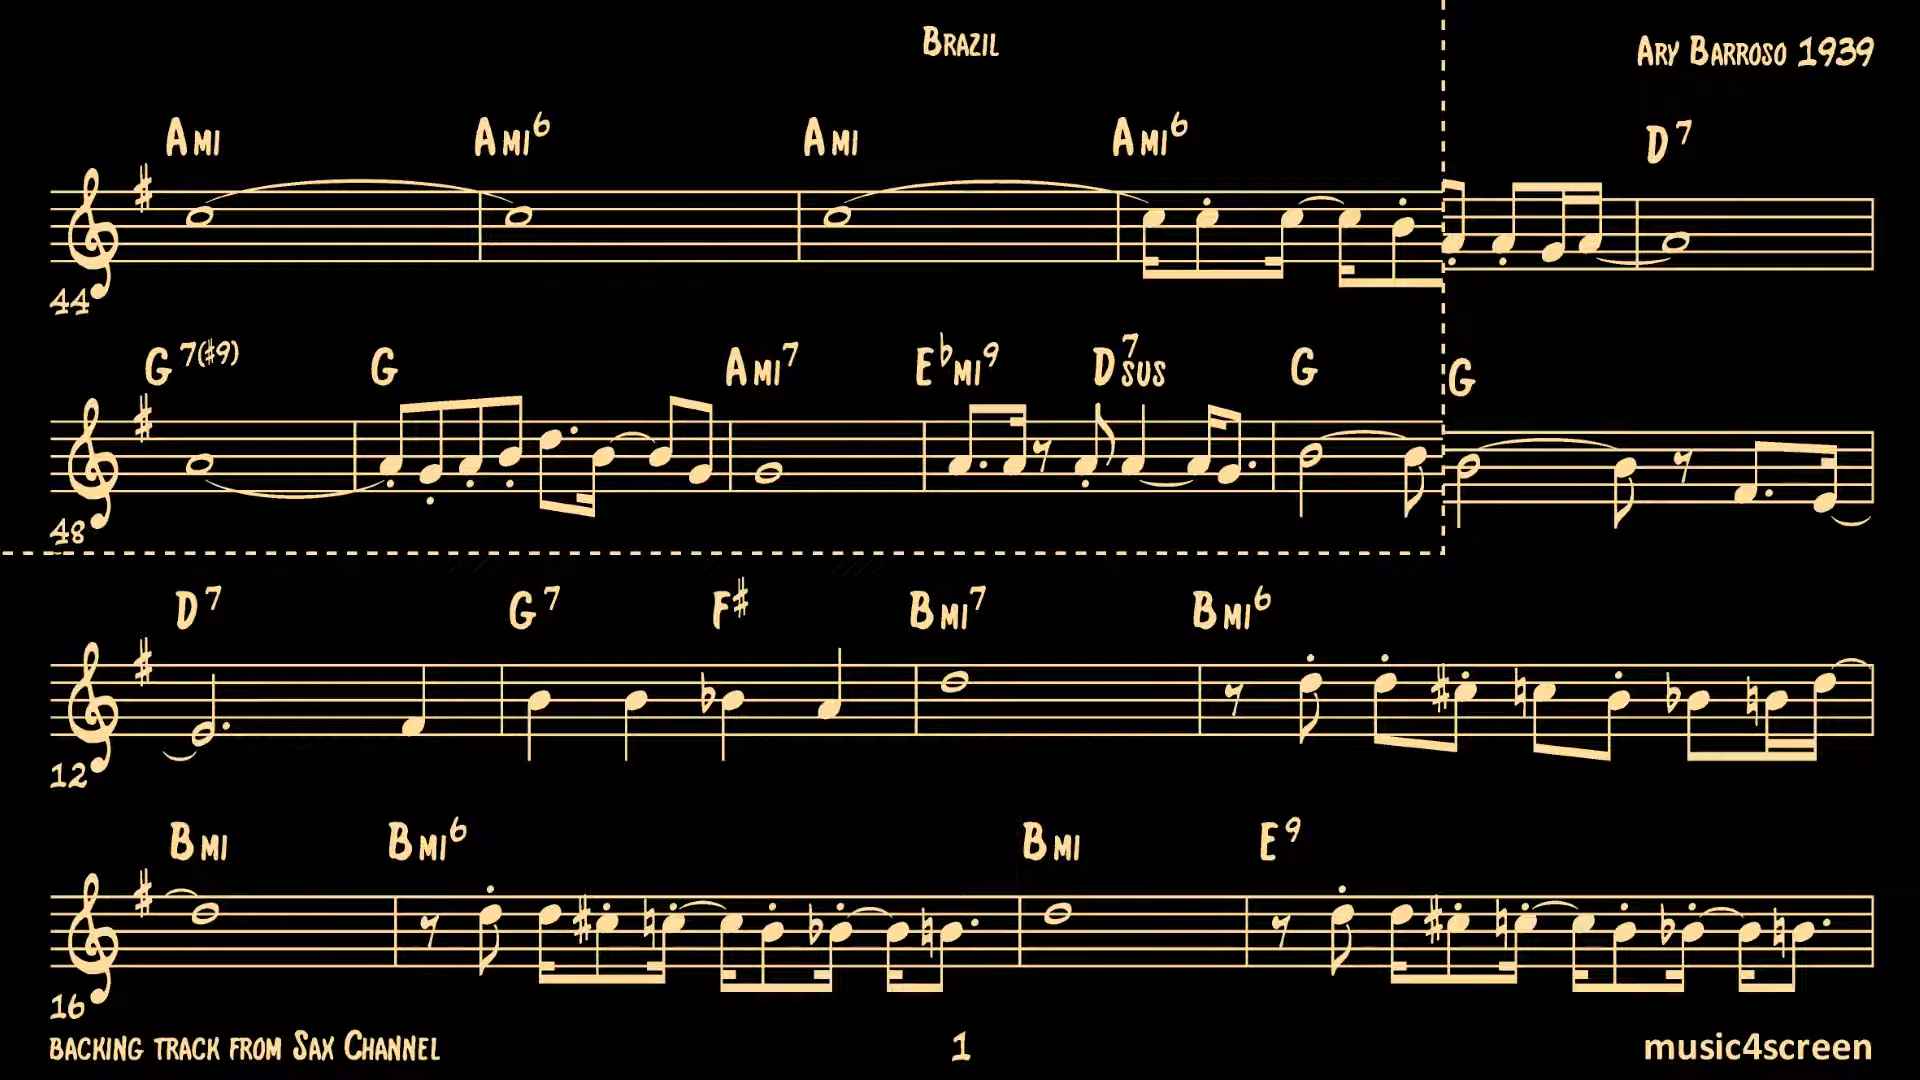 Brazil
Ary Barroso 1939
Ami Ami6 Ami Ami6 D7
44
G7(#9) G Ami7 Ebmi9 D7sus G G
48
D7 G7 F# Bmi7 Bmi6
12
Bmi Bmi6 Bmi E9
16
backing track from Sax Channel
1
music4screen